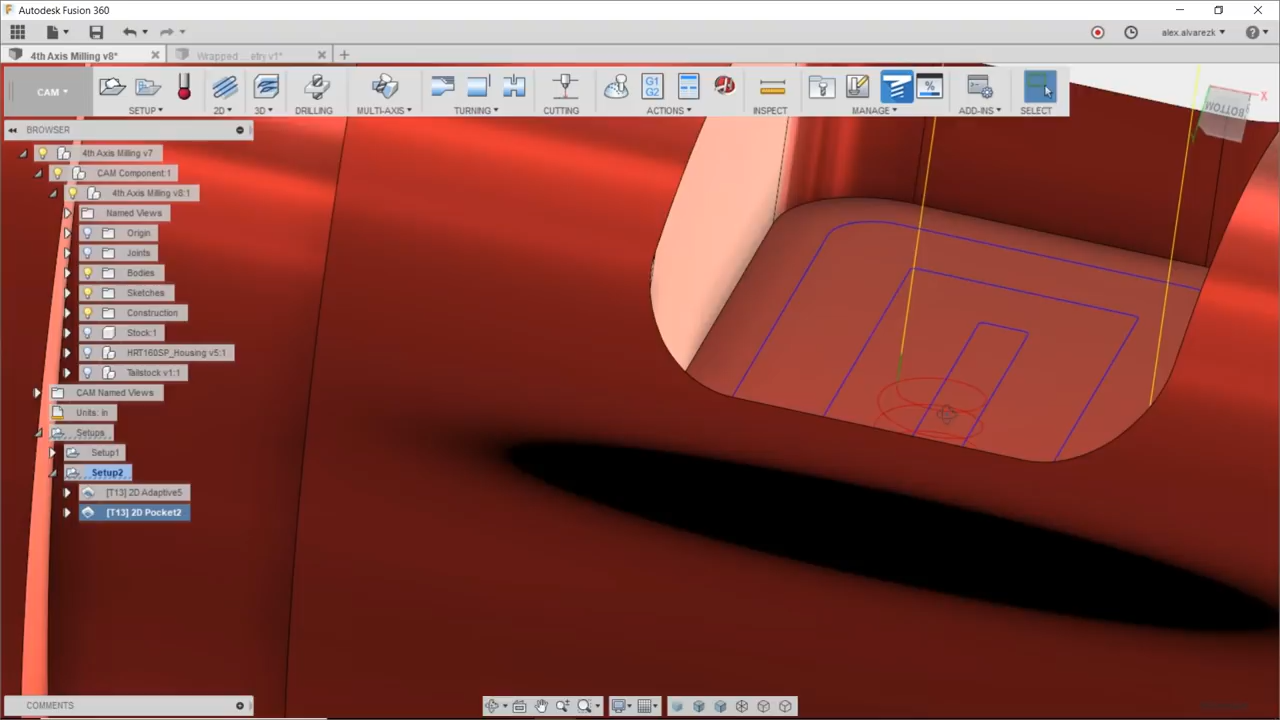 Autodesk Fusion 360
alex.alvarezk
4th Axis Milling v8*
Wrapped ...etry v1*
CAM
SETUP
2D
3D
DRILLING
MULTI-AXIS
TURNING
CUTTING
G1
G2
ACTIONS
INSPECT
%
MANAGE
ADD-INS
SELECT
BOTTOM
X
BROWSER
4th Axis Milling v7
CAM Component:1
4th Axis Milling v8:1
Named Views
Origin
Joints
Bodies
Sketches
Construction
Stock:1
HRT160SP_Housing v5:1
Tailstock v1:1
CAM Named Views
Units: in
Setups
Setup1
Setup2
[T13] 2D Adaptive5
[T13] 2D Pocket2
COMMENTS